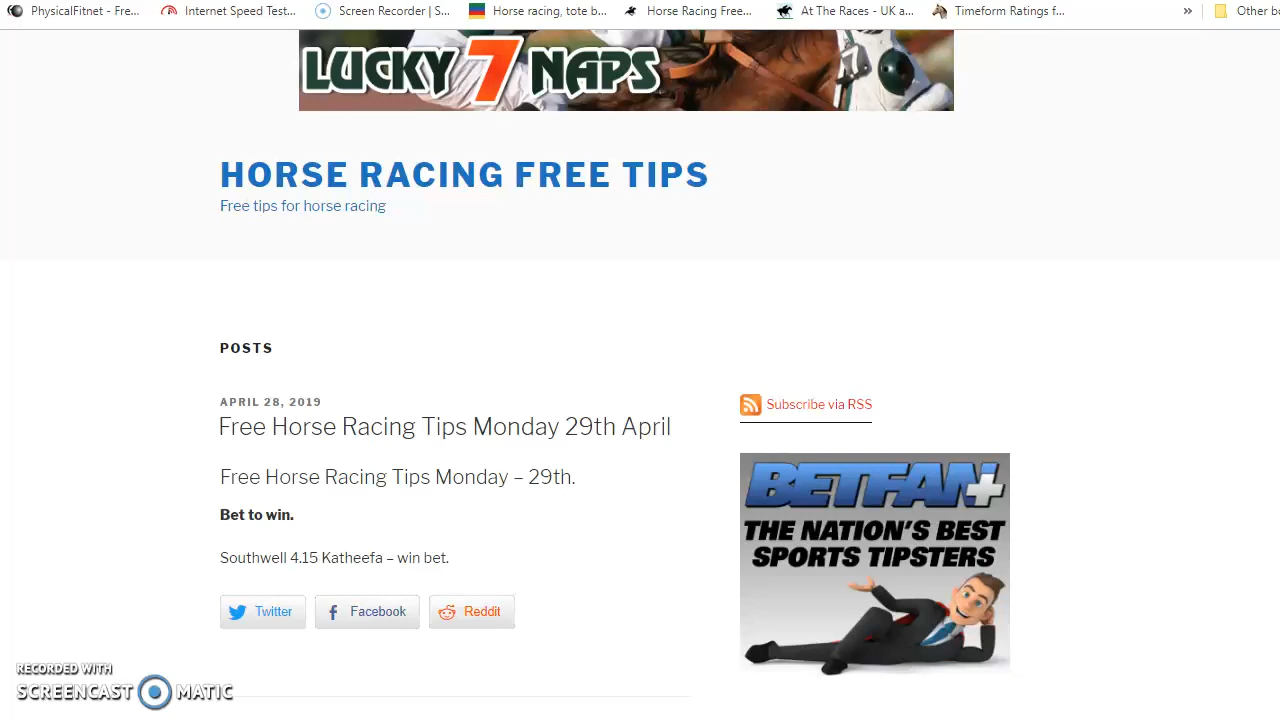 PhysicalFitnet - Fre...
Internet Speed Test...
Screen Recorder | S...
Horse racing, tote b...
Horse Racing Free...
At The Races - UK a...
Timeform Ratings f...
»
Other bo
LUCKY 7 NAPS
7
HORSE RACING FREE TIPS
Free tips for horse racing
POSTS
APRIL 28, 2019
Free Horse Racing Tips Monday 29th April
Free Horse Racing Tips Monday – 29th.
Bet to win.
Southwell 4.15 Katheefa – win bet.
Twitter
Facebook
Reddit
Subscribe via RSS
BETFAN+
THE NATION'S BEST
SPORTS TIPSTERS
RECORDED WITH
SCREENCAST MATIC